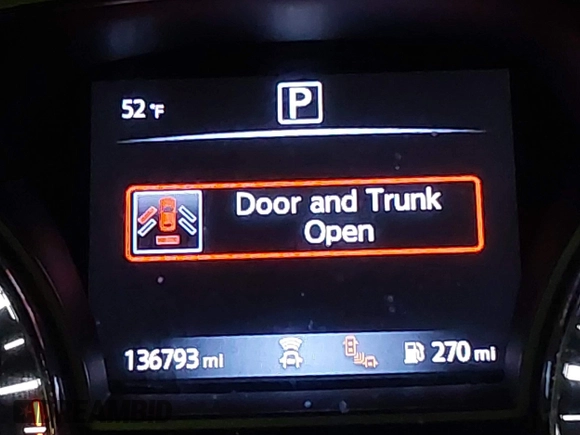 52 °F
P
Door and Trunk
Open
136793 mi
270 mi